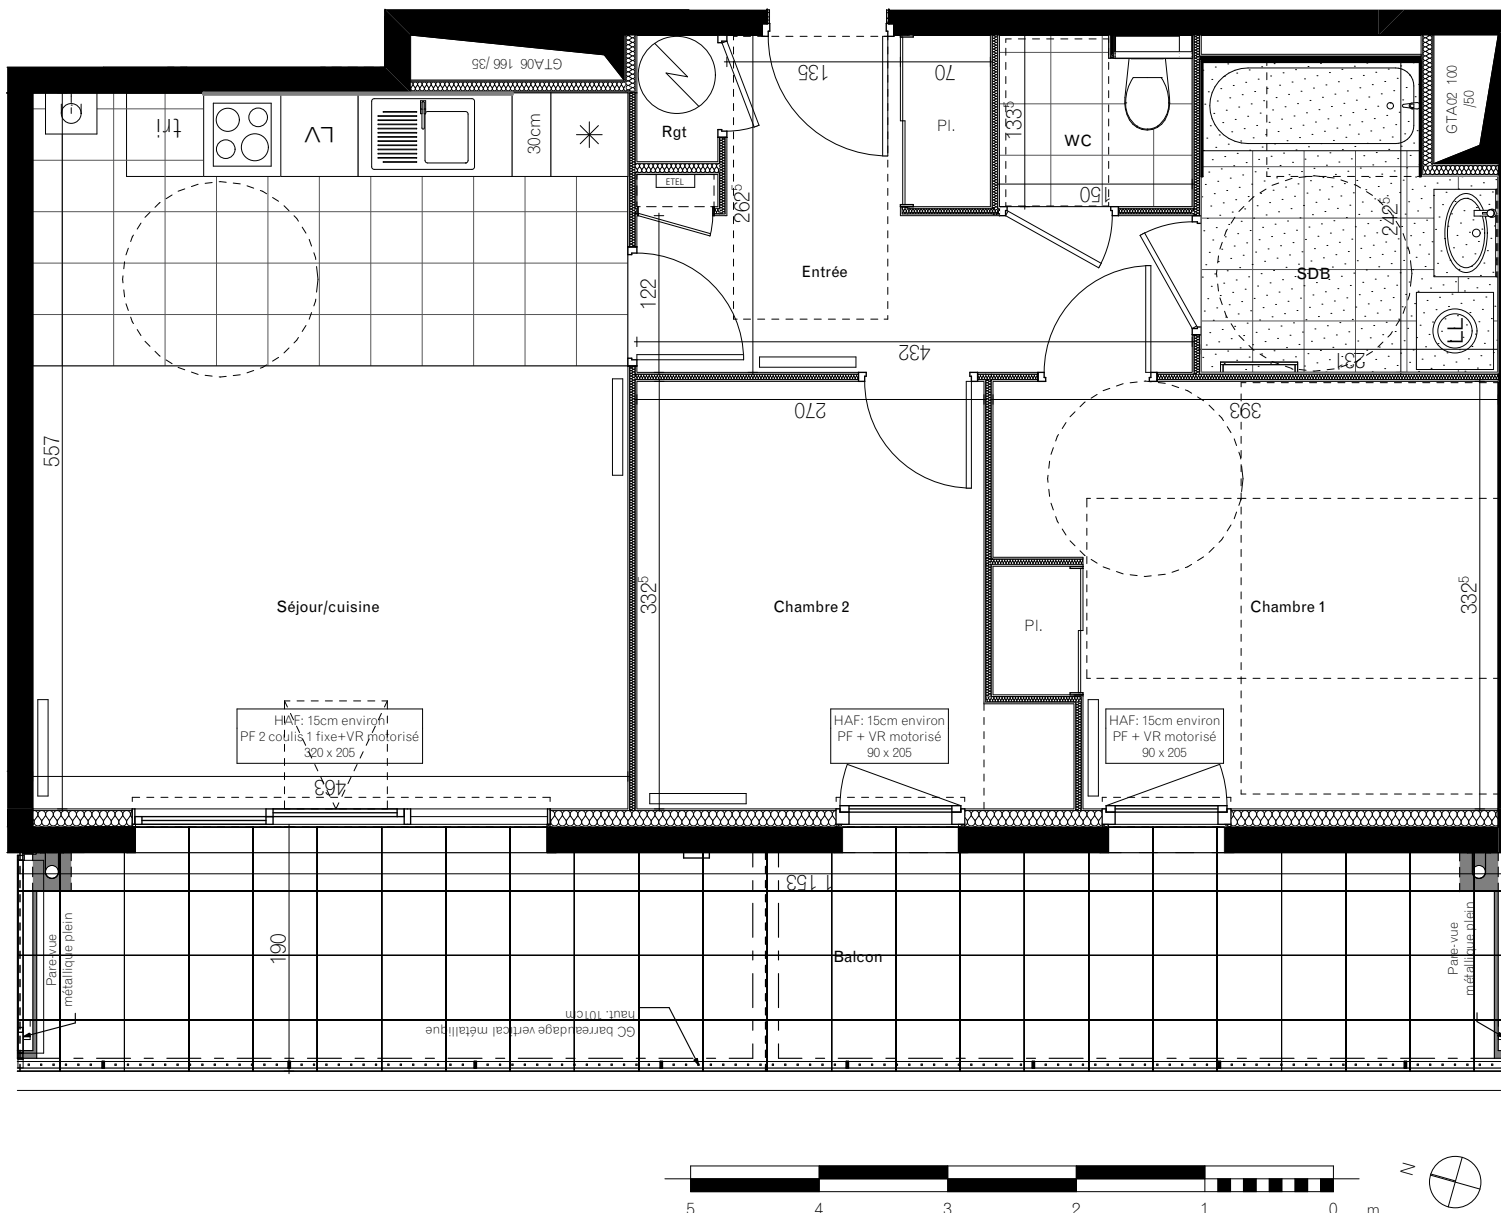 GTA06 166 /35
135
70
133⁵
GTA02 100
/50
tri
LV
30cm
Rgt
Pl.
WC
ETEL
150
262⁵
242⁵
Entrée
SDB
122
LL
432
231
270
393
557
332⁵
332⁵
Séjour/cuisine
Chambre 2
Chambre 1
Pl.
HAF: 15cm environ
PF 2 coulis 1 fixe+VR motorisé
320 x 205
HAF: 15cm environ
PF + VR motorisé
90 x 205
HAF: 15cm environ
PF + VR motorisé
90 x 205
463
1 153
190
Pare-vue
métallique plein
Balcon
Pare-vue
métallique plein
GC barreaudage vertical métallique
haut. 101cm
N
5 4 3 2 1 0 m